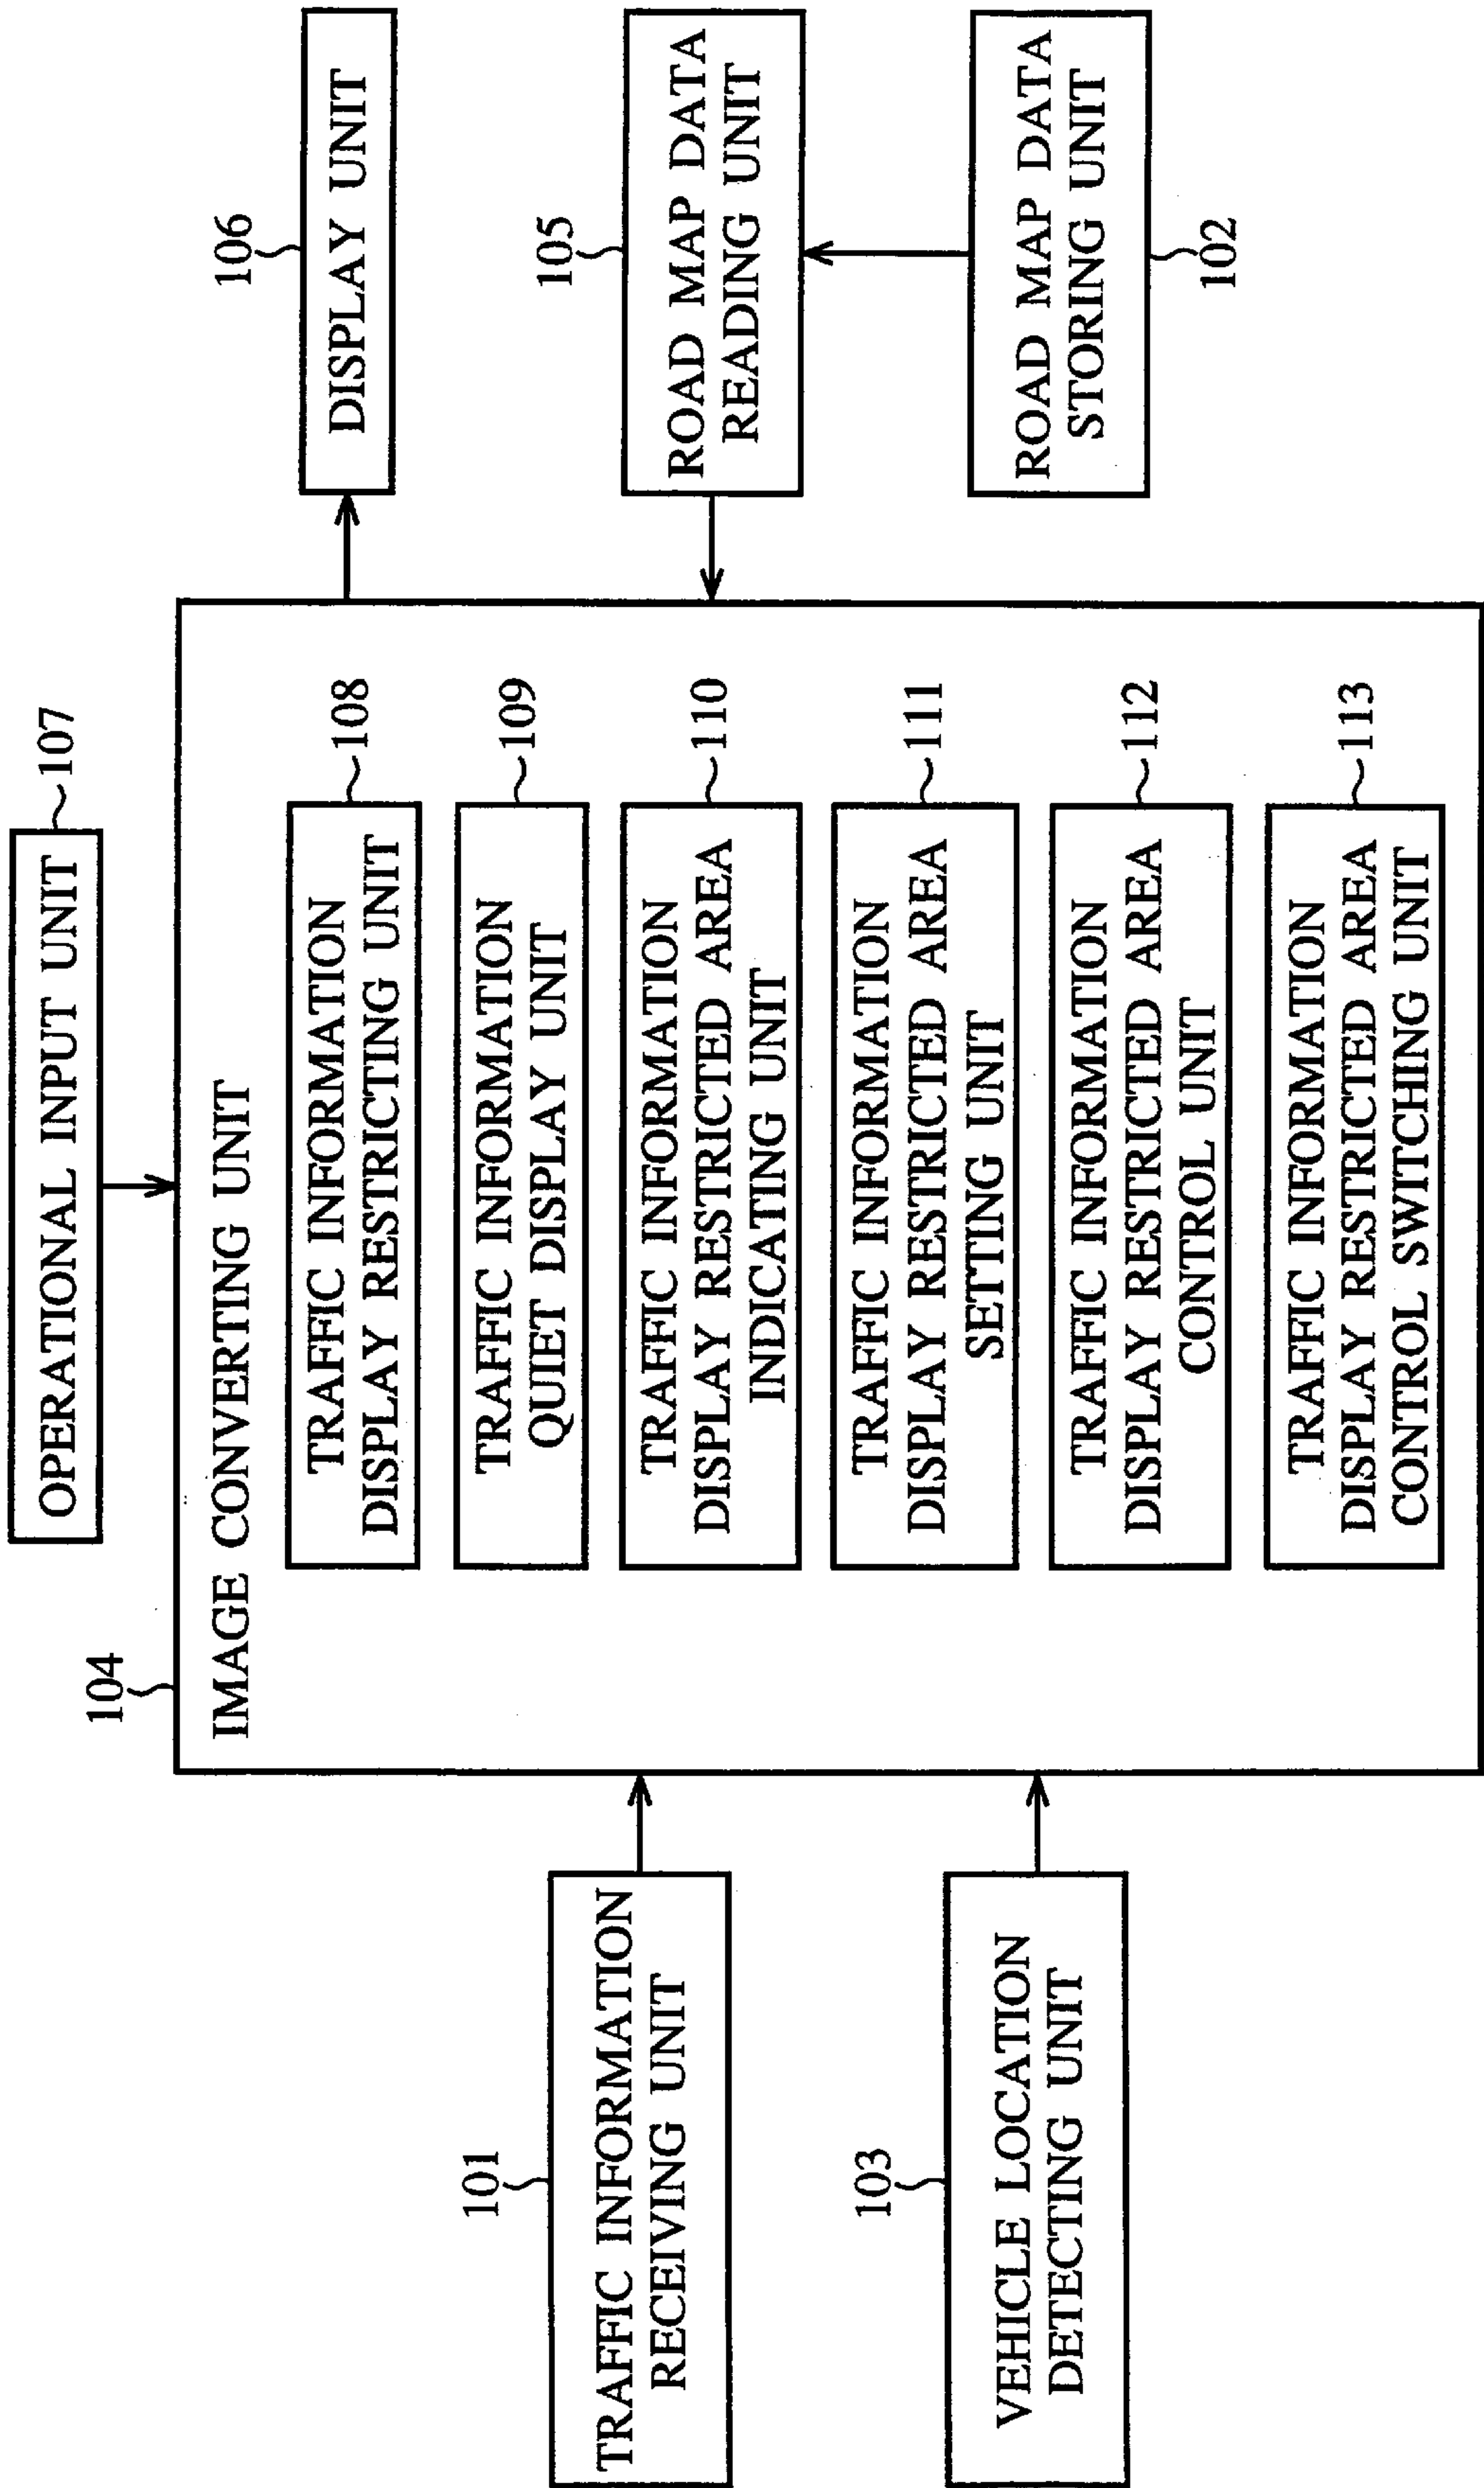 OPERATIONAL INPUT UNIT
107
104
IMAGE CONVERTING UNIT
TRAFFIC INFORMATION
DISPLAY RESTRICTING UNIT
108
TRAFFIC INFORMATION
QUIET DISPLAY UNIT
109
TRAFFIC INFORMATION
DISPLAY RESTRICTED AREA
INDICATING UNIT
110
TRAFFIC INFORMATION
DISPLAY RESTRICTED AREA
SETTING UNIT
111
TRAFFIC INFORMATION
DISPLAY RESTRICTED AREA
CONTROL UNIT
112
TRAFFIC INFORMATION
DISPLAY RESTRICTED AREA
CONTROL SWITCHING UNIT
113
101
TRAFFIC INFORMATION
RECEIVING UNIT
103
VEHICLE LOCATION
DETECTING UNIT
106
DISPLAY UNIT
105
ROAD MAP DATA
READING UNIT
ROAD MAP DATA
STORING UNIT
102